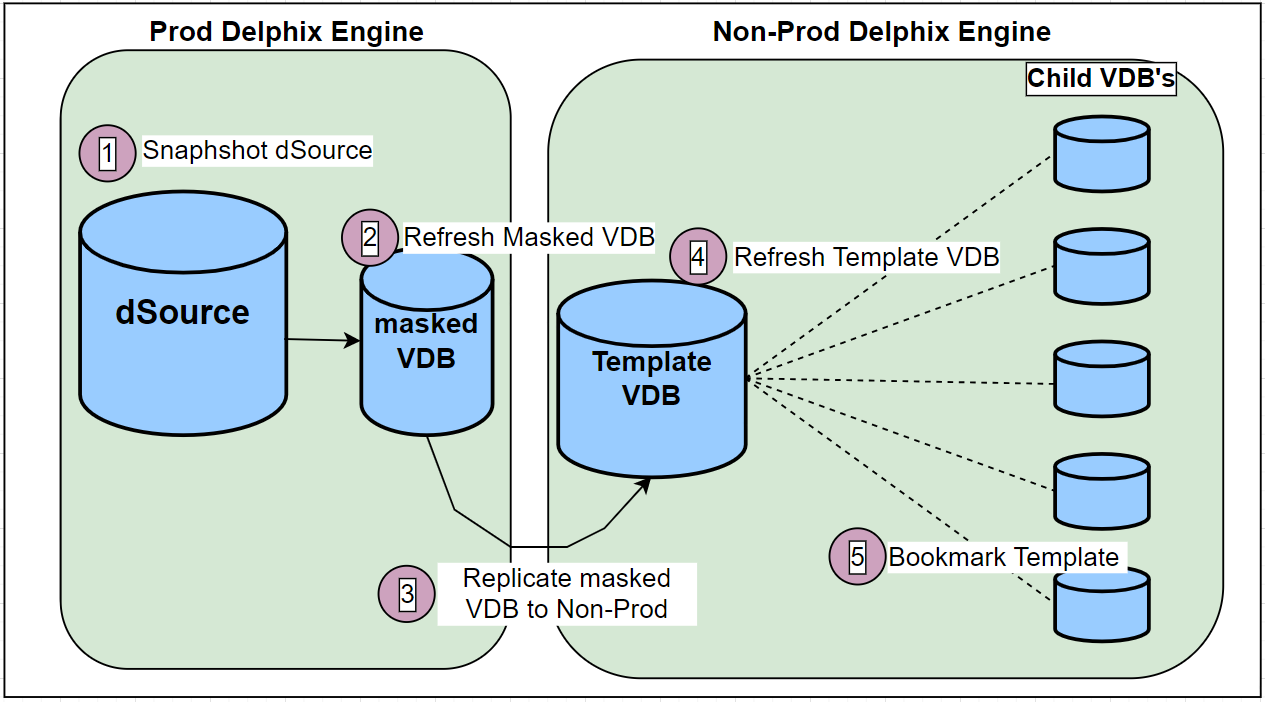 Prod Delphix Engine
Non-Prod Delphix Engine
Child VDB's
1
Snaphshot dSource
2
Refresh Masked VDB
4
Refresh Template VDB
dSource
masked
VDB
Template
VDB
5
Bookmark Template
3
Replicate masked
VDB to Non-Prod